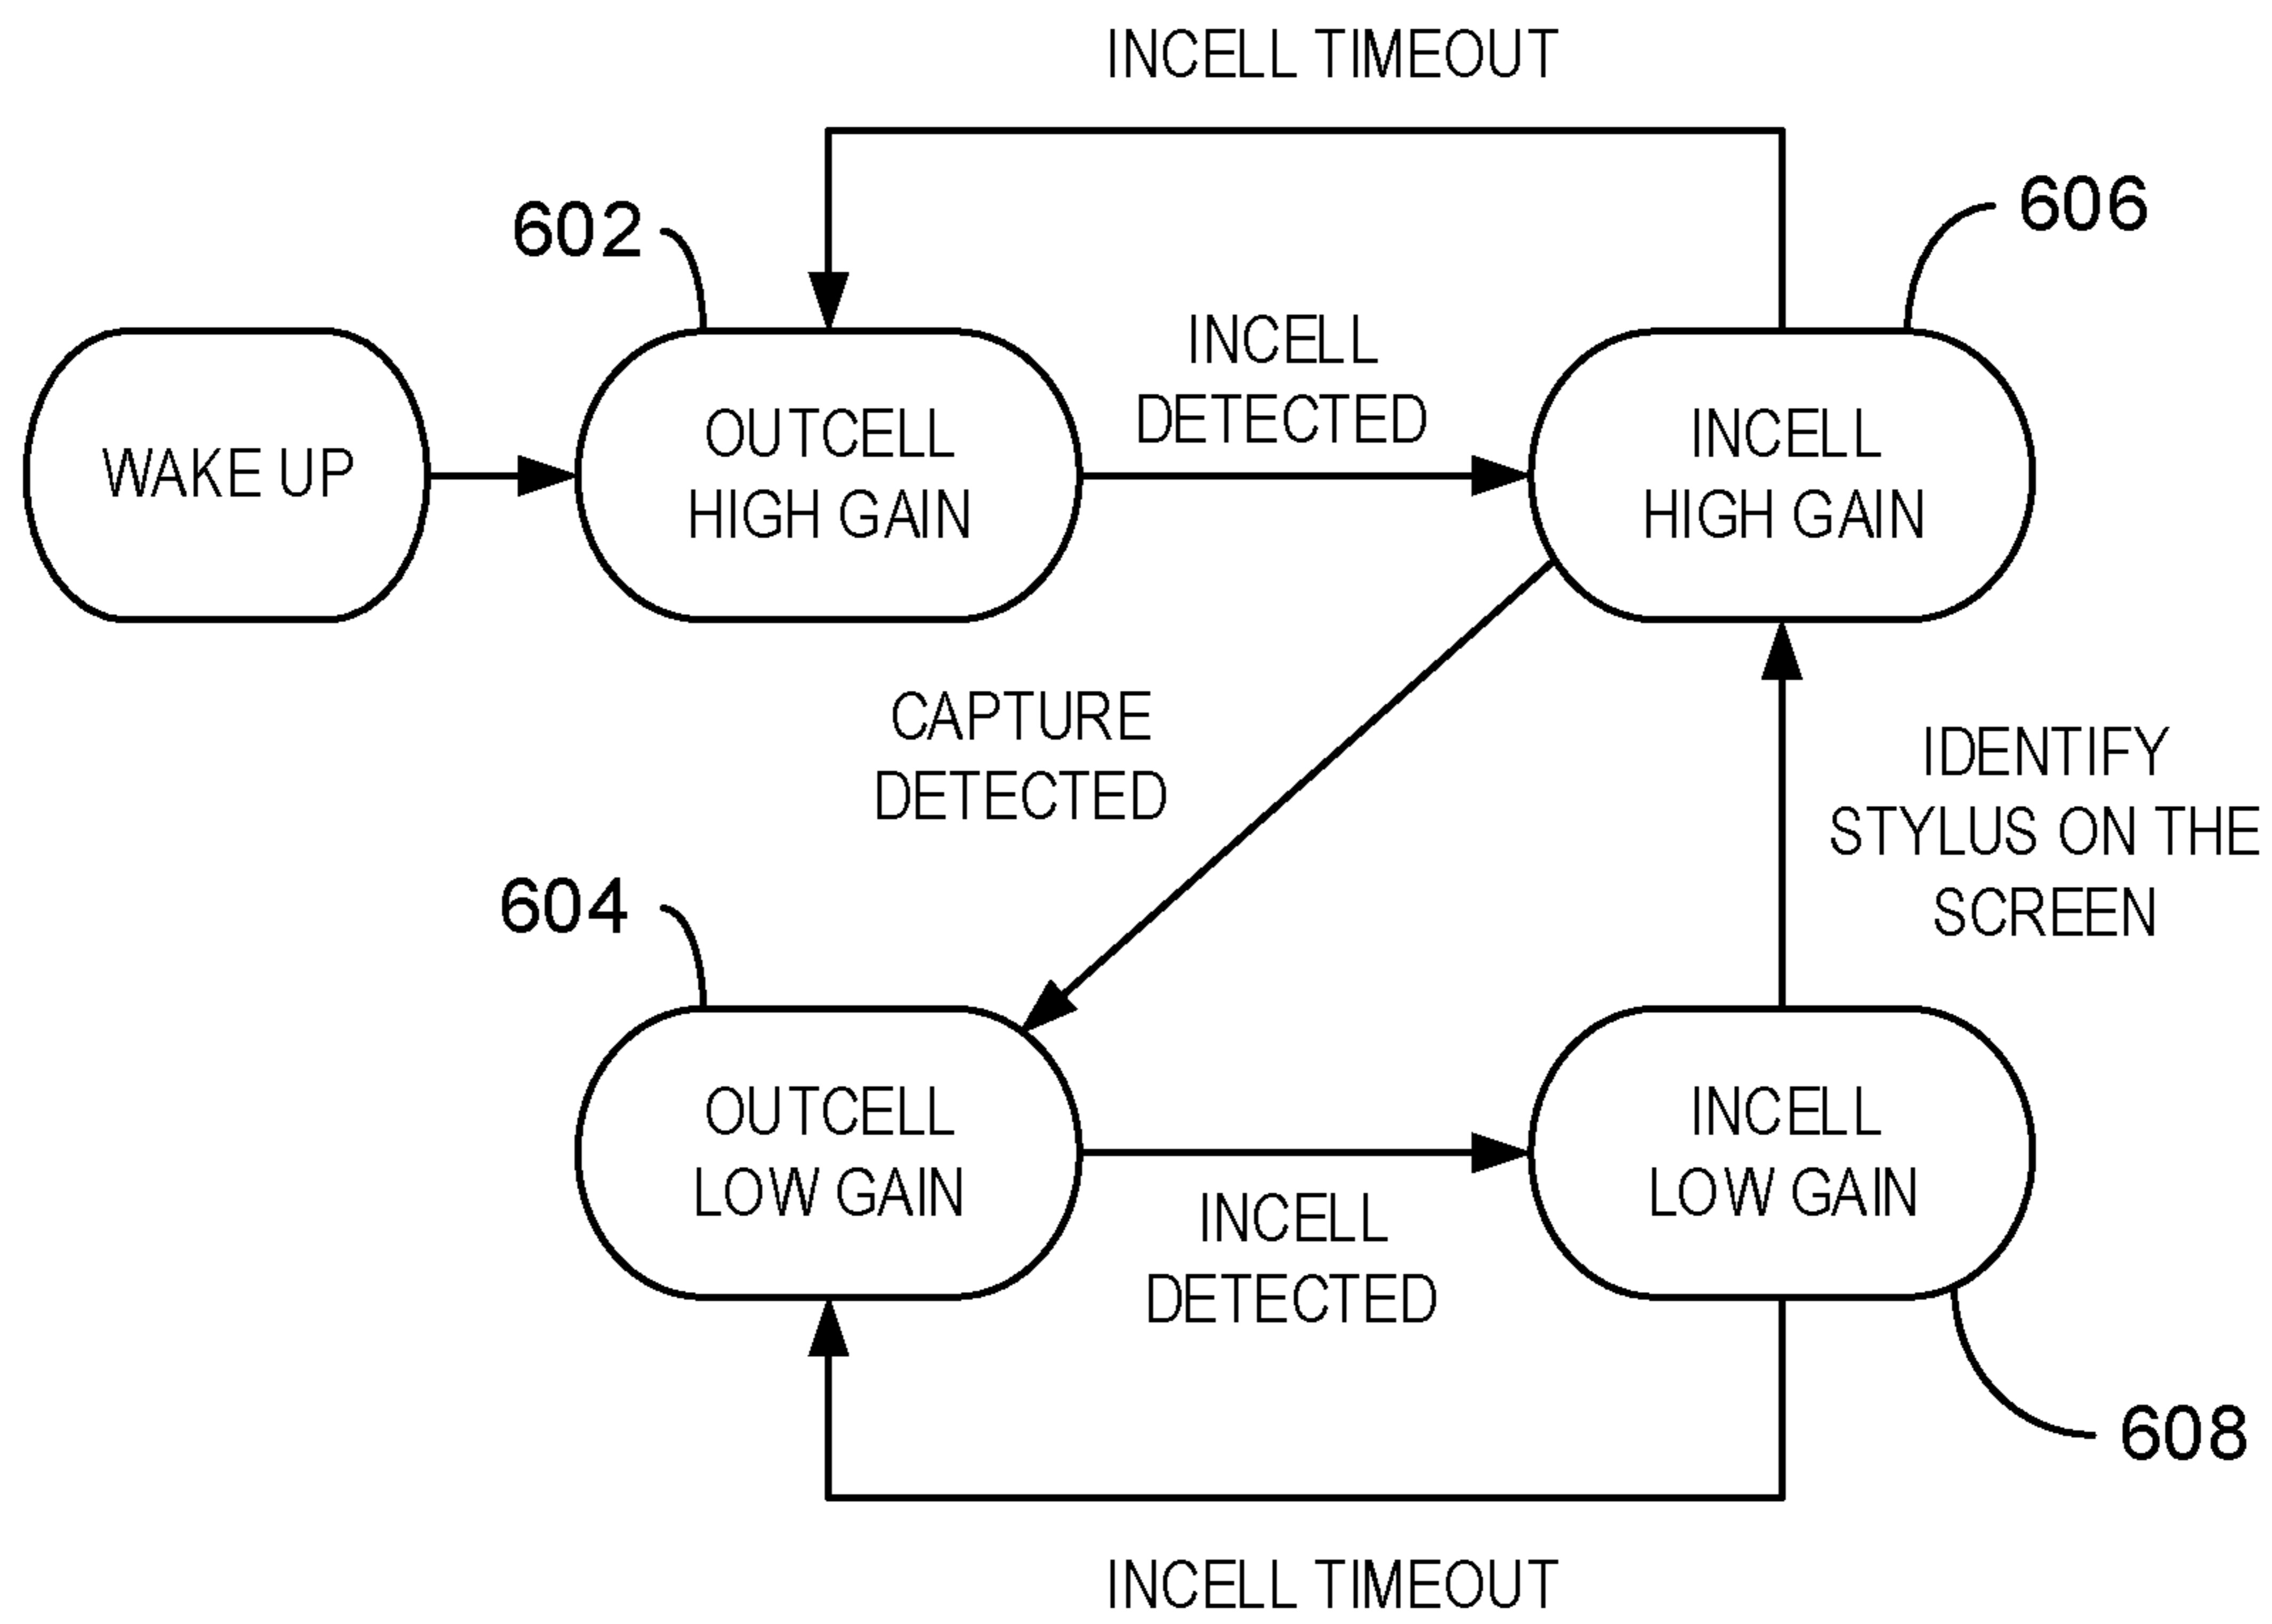 INCELL TIMEOUT
602
606
WAKE UP
OUTCELL
HIGH GAIN
INCELL
DETECTED
INCELL
HIGH GAIN
CAPTURE
DETECTED
IDENTIFY
STYLUS ON THE
SCREEN
604
OUTCELL
LOW GAIN
INCELL
DETECTED
INCELL
LOW GAIN
608
INCELL TIMEOUT